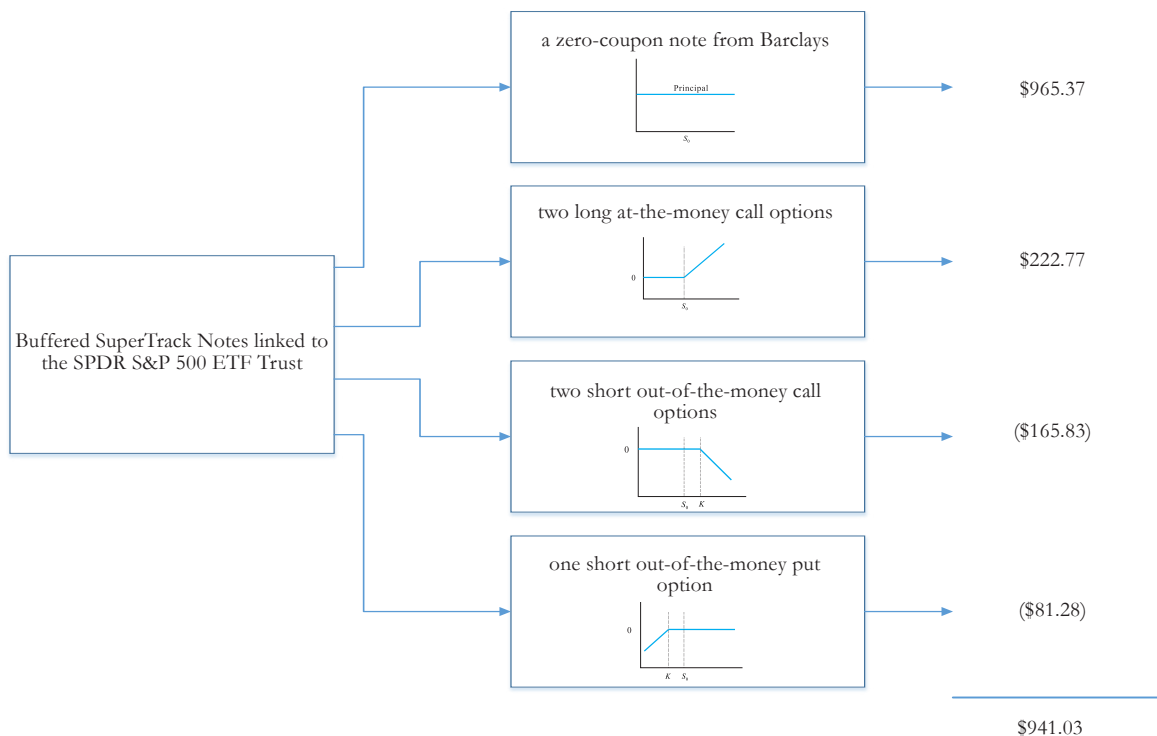 a zero-coupon note from Barclays
Principal
S₀
$965.37
two long at-the-money call options
0
S₀
$222.77
Buffered SuperTrack Notes linked to
the SPDR S&P 500 ETF Trust
two short out-of-the-money call
options
0
S₀ K
($165.83)
one short out-of-the-money put
option
0
K S₀
($81.28)
$941.03